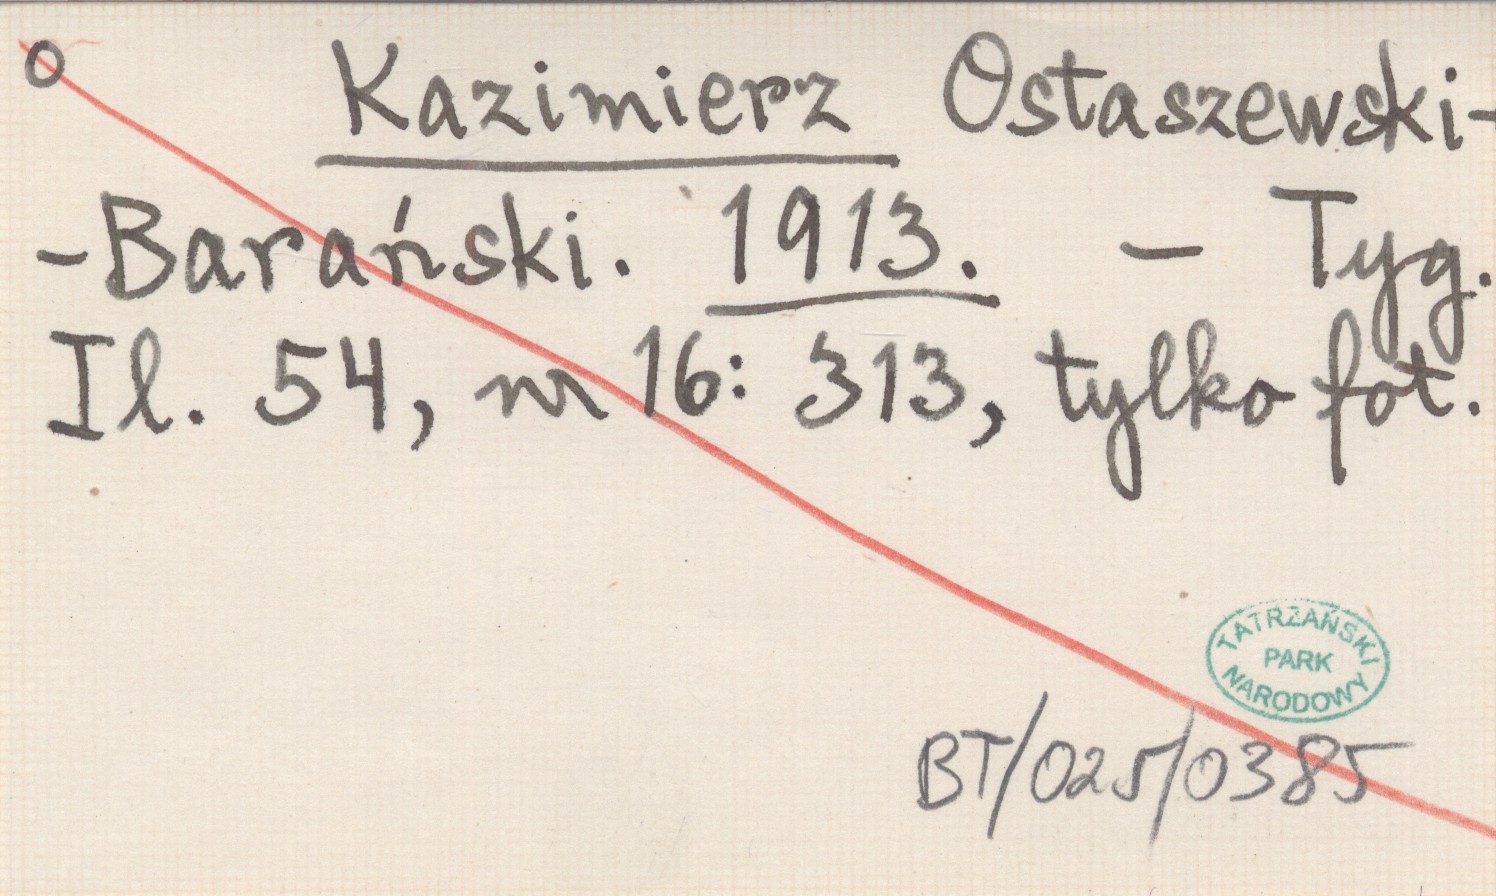 o Kazimierz Ostaszewski-
-Barański. 1913. – Tyg.
Il. 54, nr 16: 313, tylko fot.
TATRZAŃSKI
PARK
NARODOWY
BT/025/0385